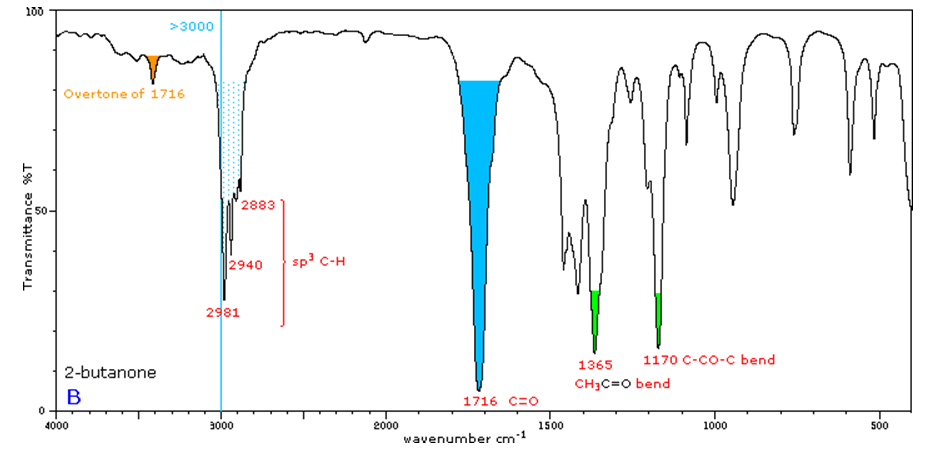 100
>3000
Overtone of 1716
Transmittance %T
50
2883
sp³ C-H
2940
2981
2-butanone
B
1365
CH₃C=O bend
1170 C-CO-C bend
1716 C=O
0
4000
3000
2000
1500
1000
500
wavenumber cm⁻¹